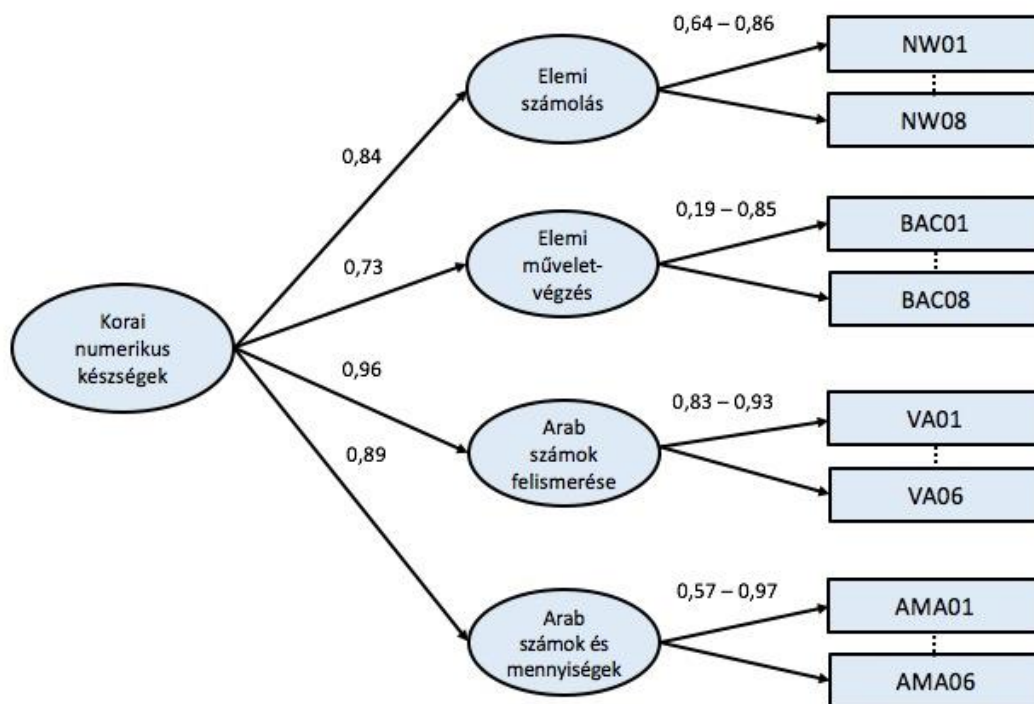 Korai
numerikus
készségek
0,84
0,73
0,96
0,89
Elemi
számolás
0,64 – 0,86
NW01
NW08
Elemi
művelet-
végzés
0,19 – 0,85
BAC01
BAC08
Arab
számok
felismerése
0,83 – 0,93
VA01
VA06
Arab
számok és
mennyiségek
0,57 – 0,97
AMA01
AMA06